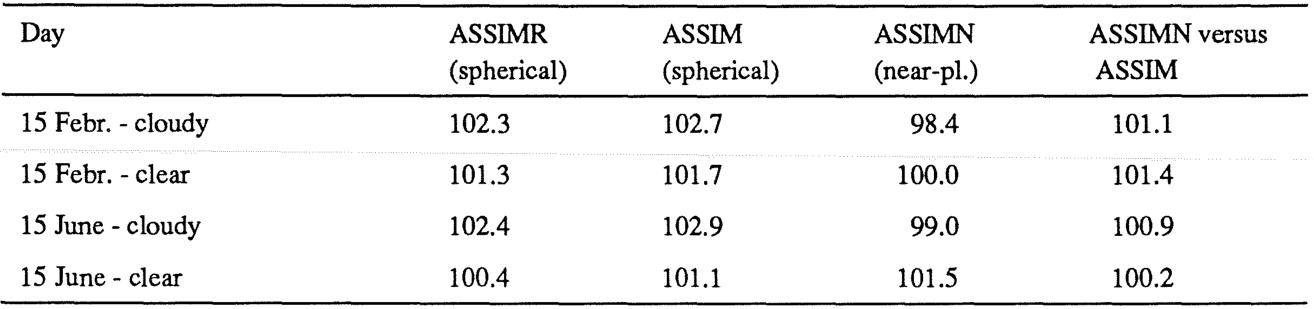 Day ASSIMR ASSIM ASSIMN ASSIMN versus
(spherical) (spherical) (near-pl.) ASSIM
15 Febr. - cloudy 102.3 102.7 98.4 101.1
15 Febr. - clear 101.3 101.7 100.0 101.4
15 June - cloudy 102.4 102.9 99.0 100.9
15 June - clear 100.4 101.1 101.5 100.2